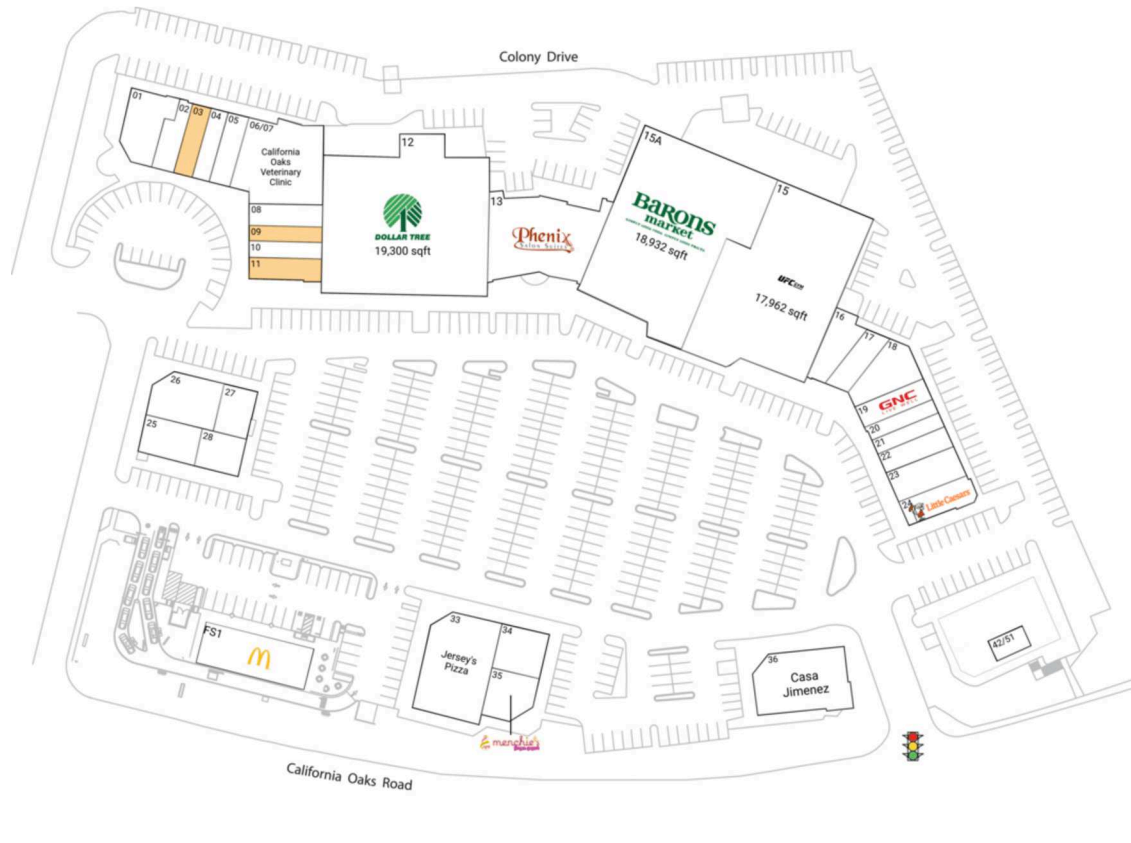 Colony Drive
01
02
03
04
05
06/07
California
Oaks
Veterinary
Clinic
08
09
10
11
12
DOLLAR TREE
19,300 sqft
13
Phenix
Salon Suites
15A
BARONS
market
18,932 sqft
15
UFC GYM
17,962 sqft
16
17
18
19
GNC
LIVE WELL
20
21
22
23
24
Little Caesars
26
27
25
28
FS1
33
34
Jersey's
Pizza
35
menchie's
36
Casa
Jimenez
42/51
California Oaks Road